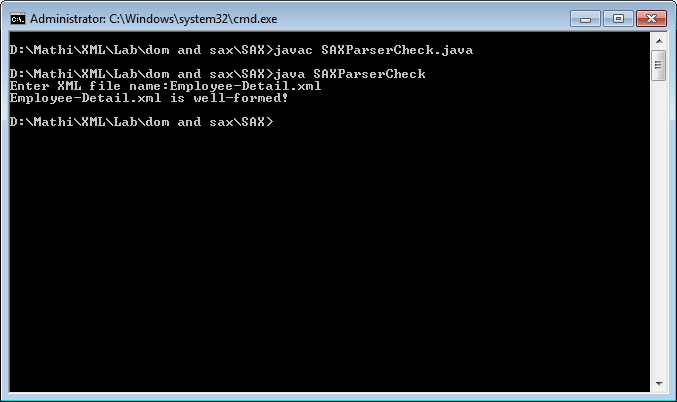 Administrator: C:\Windows\system32\cmd.exe
D:\Mathi\XML\Lab\dom and sax\SAX>javac SAXParserCheck.java
D:\Mathi\XML\Lab\dom and sax\SAX>java SAXParserCheck
Enter XML file name:Employee-Detail.xml
Employee-Detail.xml is well-formed!
D:\Mathi\XML\Lab\dom and sax\SAX>